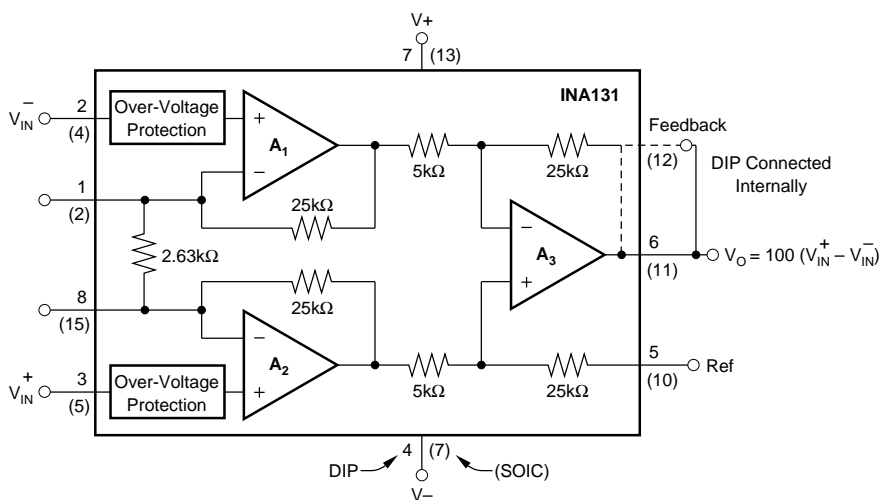 V+
7 (13)
INA131
V⁻IN
2
(4)
Over-Voltage
Protection
+
A1
–
5kΩ
25kΩ
Feedback
(12)
DIP Connected
Internally
1
(2)
25kΩ
2.63kΩ
–
A3
+
6
(11)
VO = 100 (V⁺IN – V⁻IN)
8
(15)
25kΩ
–
A2
+
5kΩ
25kΩ
5
(10)
Ref
V⁺IN
3
(5)
Over-Voltage
Protection
4 (7)
DIP
(SOIC)
V–